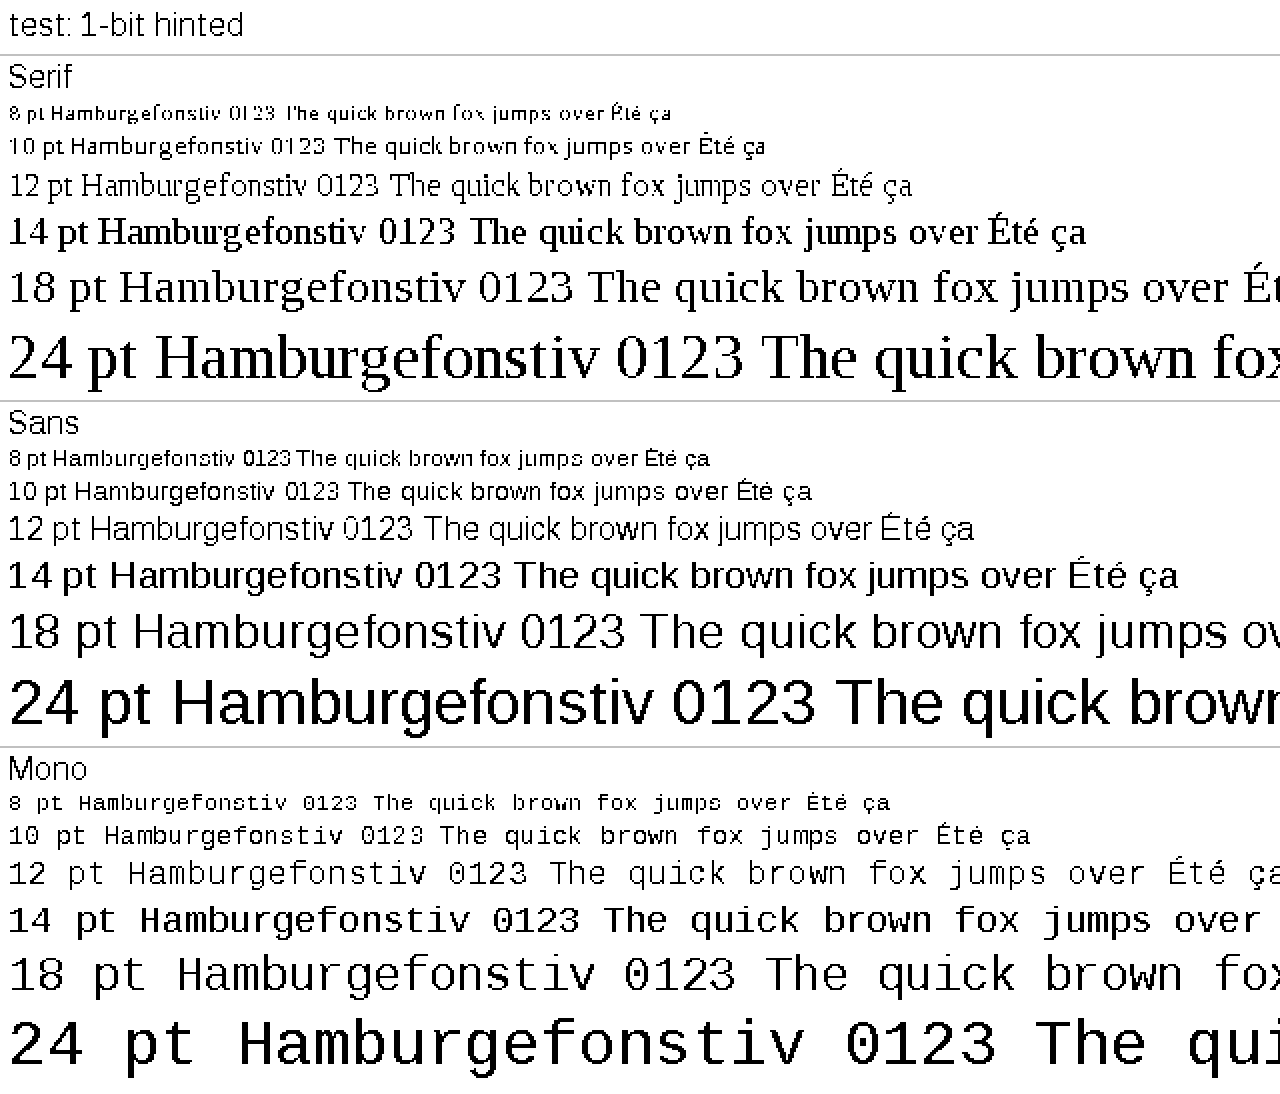 test: 1-bit hinted
Serif
8 pt Hamburgefonstiv 0123 The quick brown fox jumps over Été ça
10 pt Hamburgefonstiv 0123 The quick brown fox jumps over Été ça
12 pt Hamburgefonstiv 0123 The quick brown fox jumps over Été ça
14 pt Hamburgefonstiv 0123 The quick brown fox jumps over Été ça
18 pt Hamburgefonstiv 0123 The quick brown fox jumps over Ét
24 pt Hamburgefonstiv 0123 The quick brown fox
Sans
8 pt Hamburgefonstiv 0123 The quick brown fox jumps over Été ça
10 pt Hamburgefonstiv 0123 The quick brown fox jumps over Été ça
12 pt Hamburgefonstiv 0123 The quick brown fox jumps over Été ça
14 pt Hamburgefonstiv 0123 The quick brown fox jumps over Été ça
18 pt Hamburgefonstiv 0123 The quick brown fox jumps ov
24 pt Hamburgefonstiv 0123 The quick brown
Mono
8 pt Hamburgefonstiv 0123 The quick brown fox jumps over Été ça
10 pt Hamburgefonstiv 0123 The quick brown fox jumps over Été ça
12 pt Hamburgefonstiv 0123 The quick brown fox jumps over Été ça
14 pt Hamburgefonstiv 0123 The quick brown fox jumps over
18 pt Hamburgefonstiv 0123 The quick brown fox
24 pt Hamburgefonstiv 0123 The qui